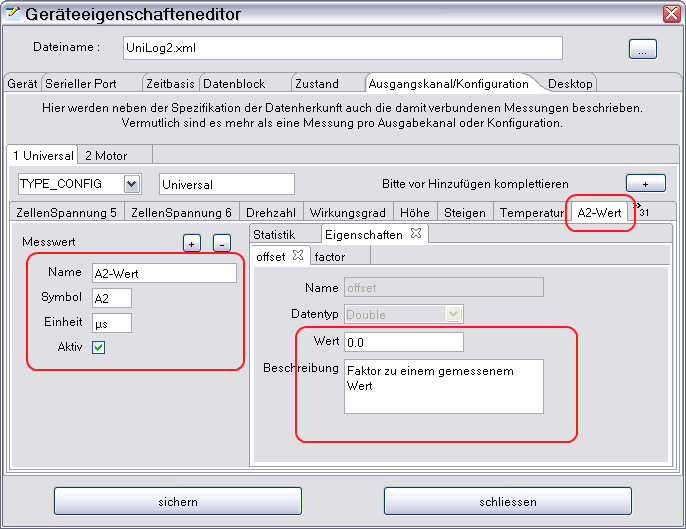 Geräteeigenschafteneditor
Dateiname : UniLog2.xml ...
Gerät Serieller Port Zeitbasis Datenblock Zustand Ausgangskanal/Konfiguration Desktop
Hier werden neben der Spezifikation der Datenherkunft auch die damit verbundenen Messungen beschrieben.
Vermutlich sind es mehr als eine Messung pro Ausgabekanal oder Konfiguration.
1 Universal 2 Motor
TYPE_CONFIG Universal Bitte vor Hinzufügen komplettieren +
ZellenSpannung 5 ZellenSpannung 6 Drehzahl Wirkungsgrad Höhe Steigen Temperatur A2-Wert »31
Messwert + -
Name A2-Wert
Symbol A2
Einheit µs
Aktiv
Statistik Eigenschaften
offset factor
Name offset
Datentyp Double
Wert 0.0
Beschreibung Faktor zu einem gemessenem
Wert
sichern schliessen